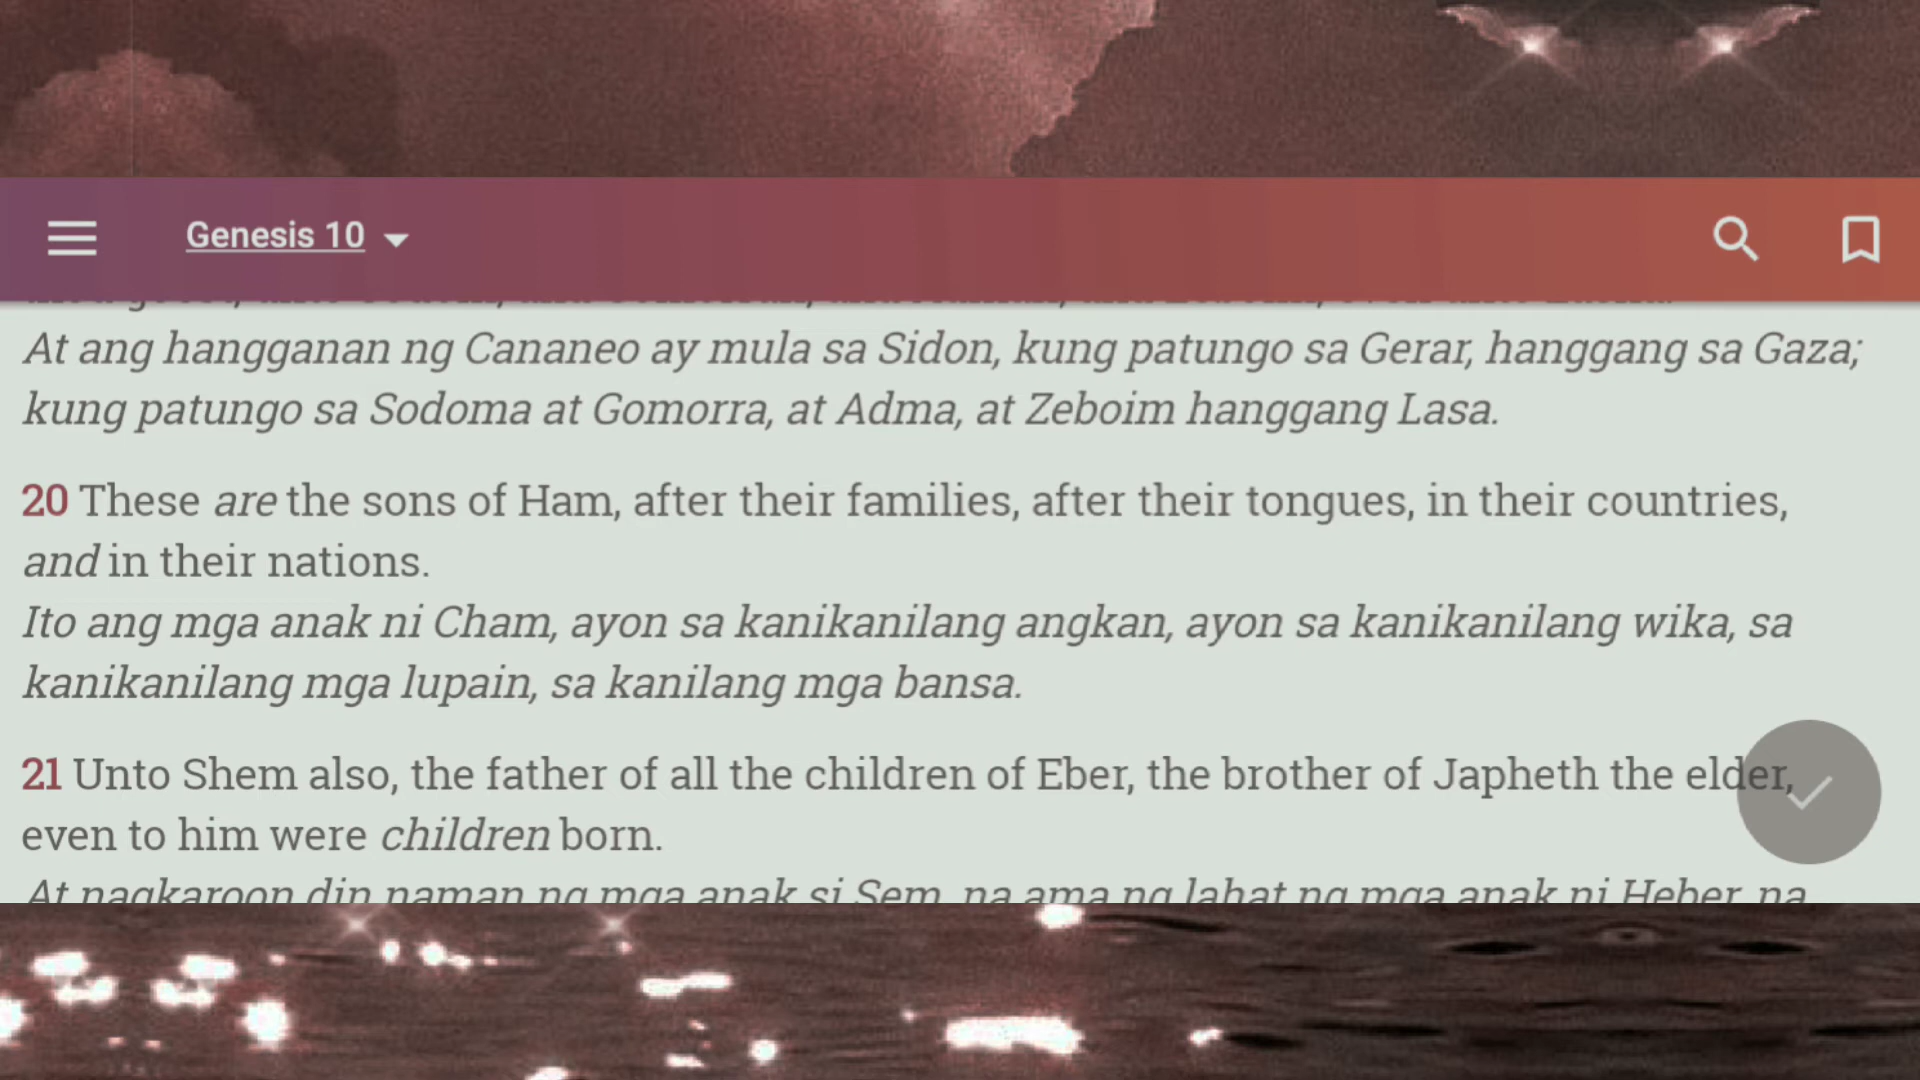 Genesis 10
At ang hangganan ng Cananeo ay mula sa Sidon, kung patungo sa Gerar, hanggang sa Gaza;
kung patungo sa Sodoma at Gomorra, at Adma, at Zeboim hanggang Lasa.
20 These are the sons of Ham, after their families, after their tongues, in their countries,
and in their nations.
Ito ang mga anak ni Cham, ayon sa kanikanilang angkan, ayon sa kanikanilang wika, sa
kanikanilang mga lupain, sa kanilang mga bansa.
21 Unto Shem also, the father of all the children of Eber, the brother of Japheth the elder,
even to him were children born.
At nagkaroon din naman ng mga anak si Sem, na ama ng lahat ng mga anak ni Heber, na